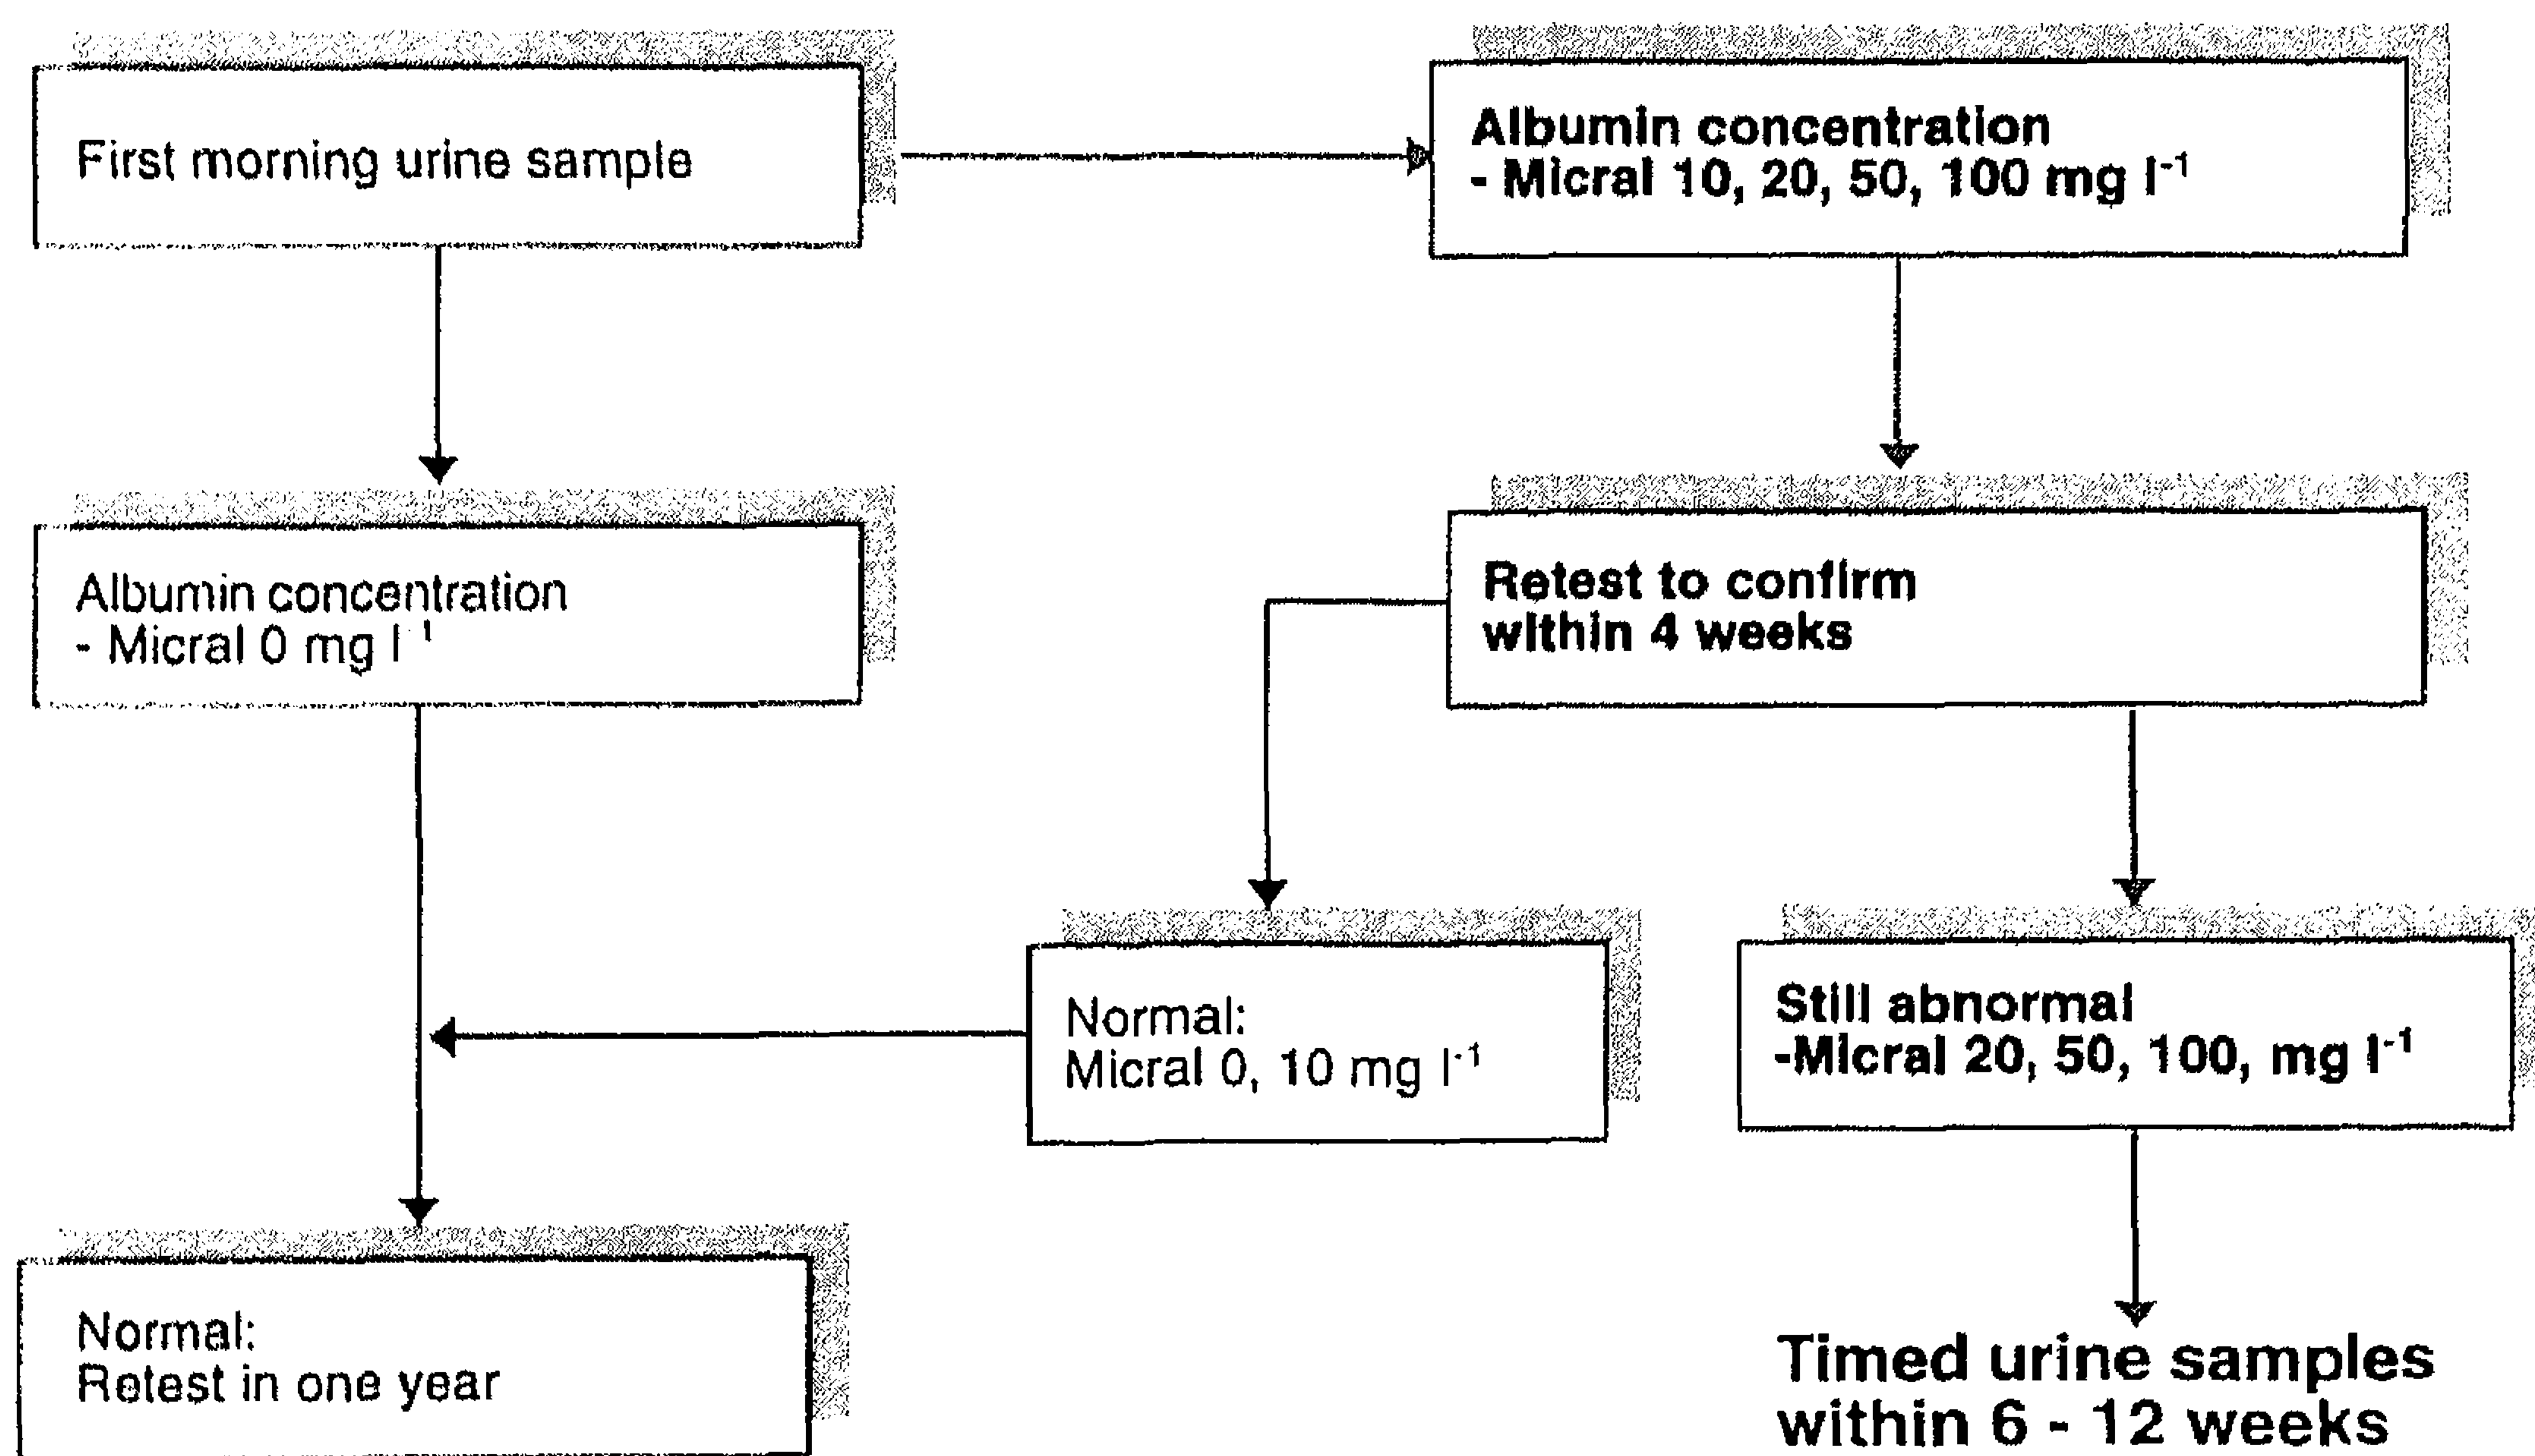 First morning urine sample
Albumin concentration
- Micral 10, 20, 50, 100 mg l⁻¹
Albumin concentration
- Micral 0 mg l⁻¹
Retest to confirm
within 4 weeks
Normal:
Micral 0, 10 mg l⁻¹
Still abnormal
-Micral 20, 50, 100, mg l⁻¹
Normal:
Retest in one year
Timed urine samples
within 6 - 12 weeks